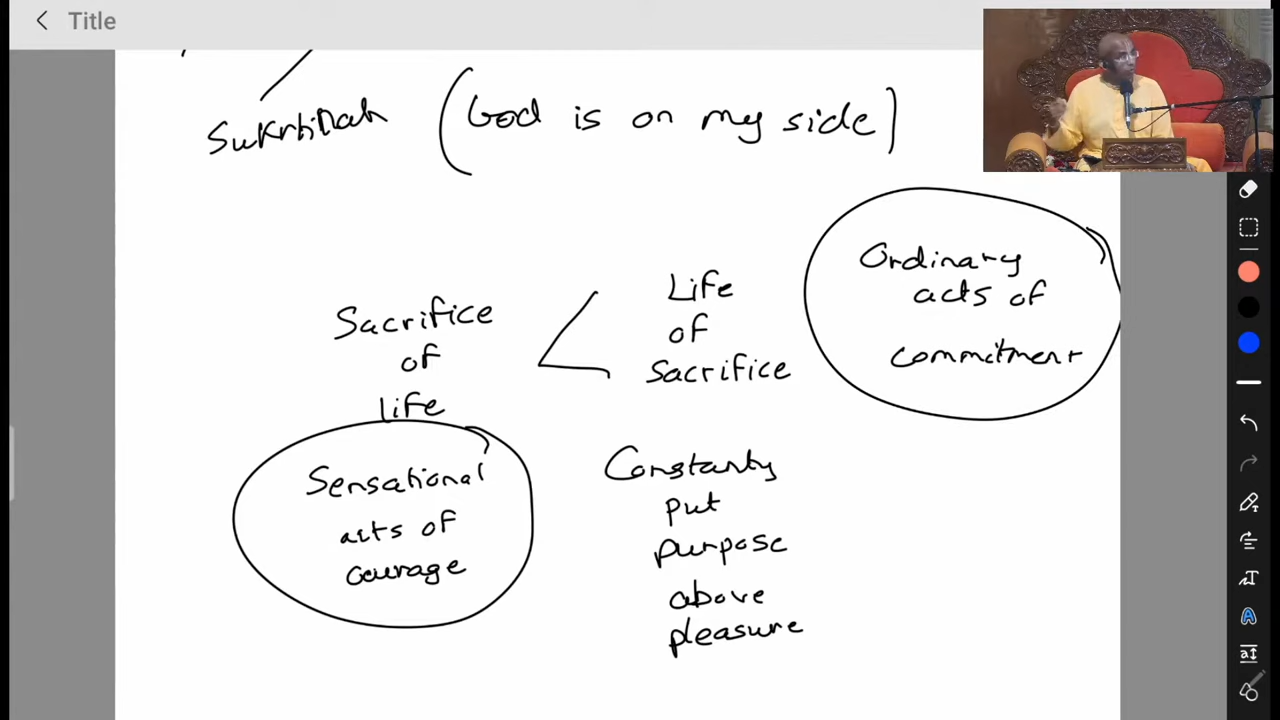 Title
Sukrtinah (God is on my side)
Sacrifice
of
life
<
Life
of
Sacrifice
Ordinary
acts of
commitment
Sensational
acts of
courage
Constantly
put
purpose
above
pleasure